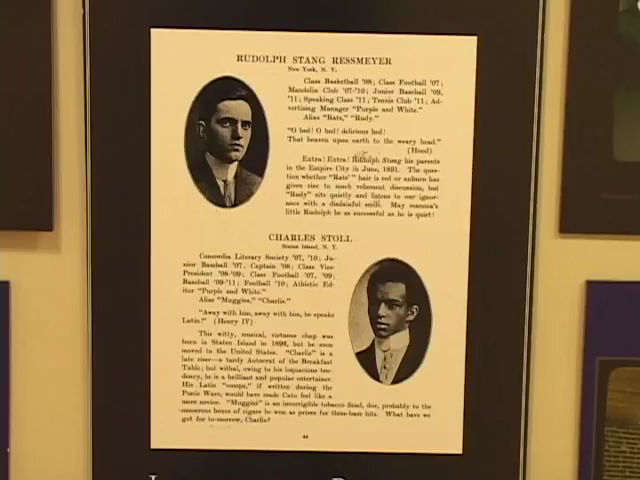 RUDOLPH STANG RESSMEYER
New York, N. Y.
Class Basketball '08; Class Football '07;
Mandolin Club '07-'10; Junior Baseball '09,
'11; Speaking Class '11; Tennis Club '11; Ad-
vertising Manager "Purple and White."
Alias "Rats," "Rudy."
"O bed! O bed! delicious bed!
That heaven upon earth to the weary head."
(Hood)
Extra! Extra! Rudolph Stang his parents
in the Empire City in June, 1891. The ques-
tion whether "Rats'" hair is red or auburn has
given rise to much vehement discussion, but
"Rudy" sits quietly and listens to our ignor-
ance with a disdainful smile. May mamma's
little Rudolph be as successful as he is quiet!
CHARLES STOLL
Staten Island, N. Y.
Concordia Literary Society '07, '10; Ju-
nior Baseball '07, Captain '08; Class Vice
President '08-'09; Class Football '07, '09;
Baseball '09-'11; Football '10; Athletic Ed-
itor "Purple and White."
Alias "Muggins," "Charlie."
"Away with him, away with him, he speaks
Latin!" (Henry IV)
This witty, musical, virtuous chap was
born in Staten Island in 1893, but he soon
moved to the United States. "Charlie" is a
late riser—a tardy Autocrat of the Breakfast
Table; but withal, owing to his loquacious ten-
dency, he is a brilliant and popular entertainer.
His Latin "comps," if written during the
Punic Wars, would have made Cato feel like a
mere novice. "Muggins" is an incorrigible tobacco fiend, due, probably to the
numerous boxes of cigars he won as prizes for three-base hits. What have we
got for to-morrow, Charlie?